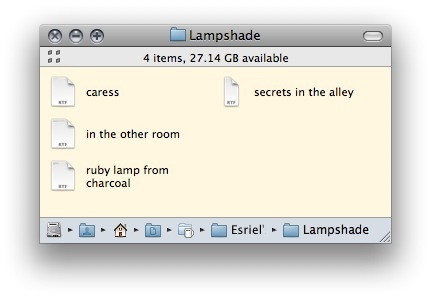 Lampshade
4 items, 27.14 GB available
caress
secrets in the alley
in the other room
ruby lamp from
charcoal
RTF
RTF
RTF
RTF
Esriel'
Lampshade